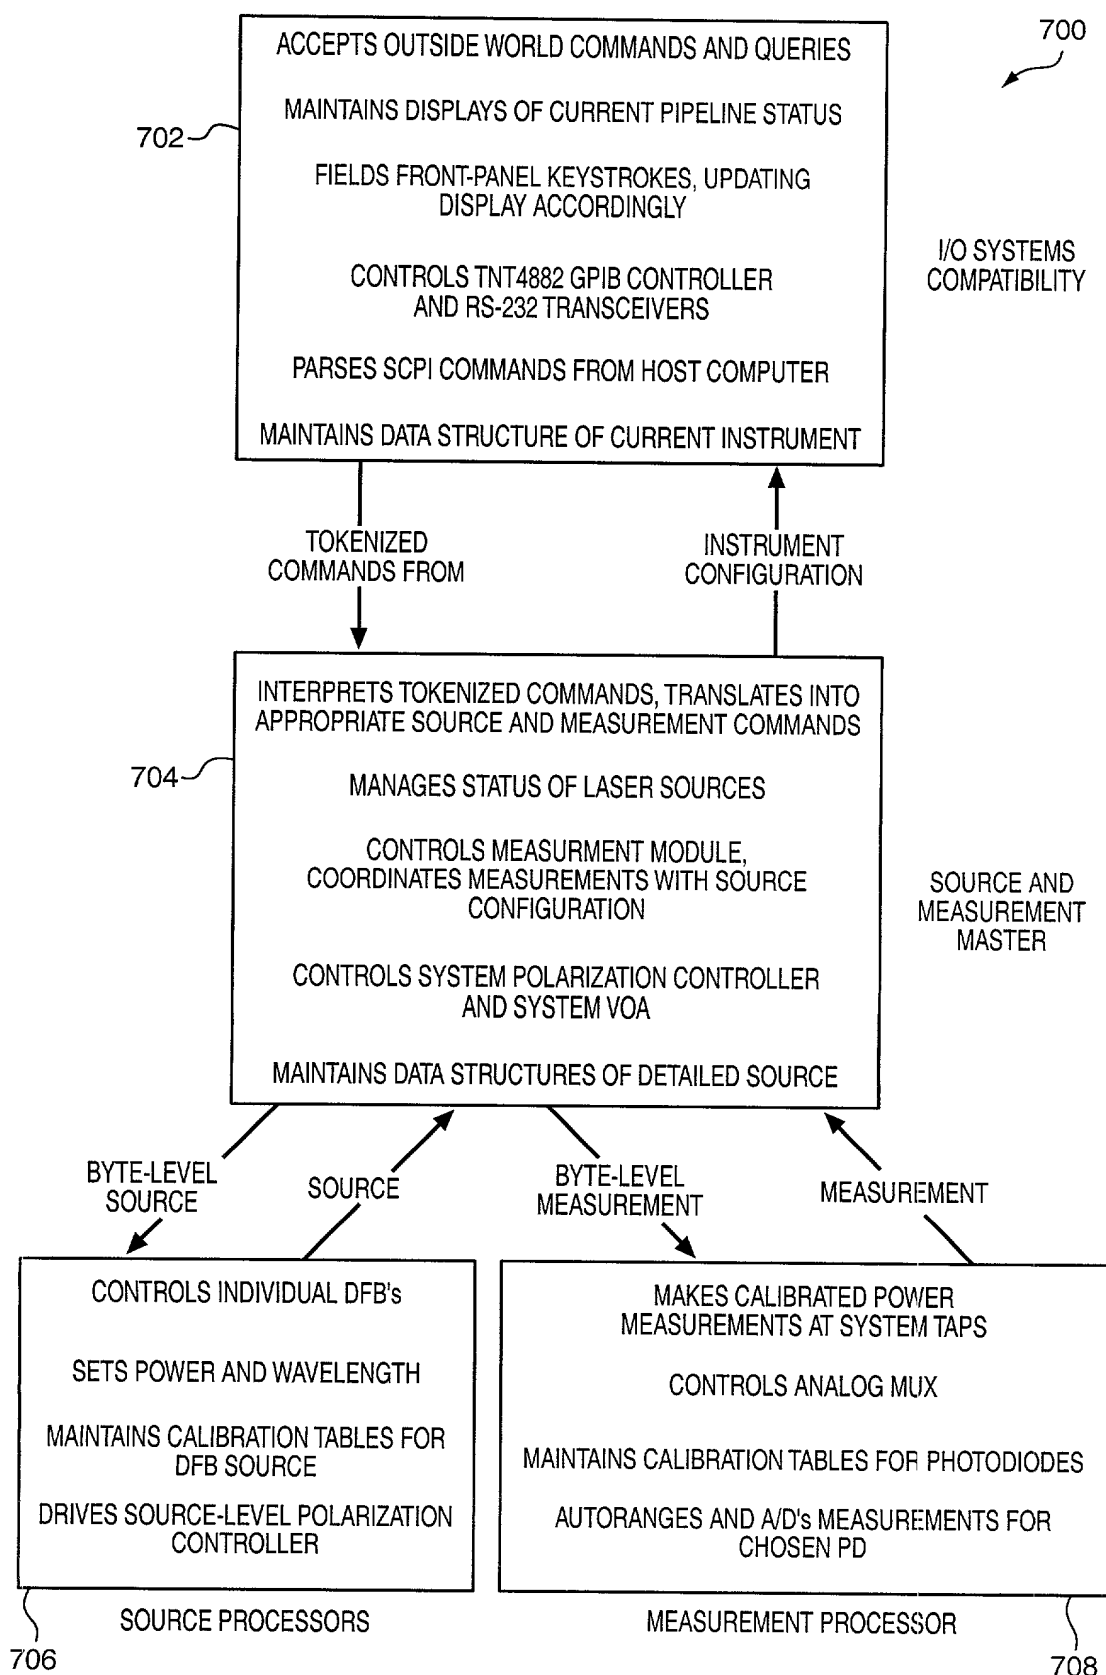 700
ACCEPTS OUTSIDE WORLD COMMANDS AND QUERIES
MAINTAINS DISPLAYS OF CURRENT PIPELINE STATUS
702
FIELDS FRONT-PANEL KEYSTROKES, UPDATING
DISPLAY ACCORDINGLY
CONTROLS TNT4882 GPIB CONTROLLER
AND RS-232 TRANSCEIVERS
PARSES SCPI COMMANDS FROM HOST COMPUTER
MAINTAINS DATA STRUCTURE OF CURRENT INSTRUMENT
I/O SYSTEMS
COMPATIBILITY
TOKENIZED
COMMANDS FROM
INSTRUMENT
CONFIGURATION
INTERPRETS TOKENIZED COMMANDS, TRANSLATES INTO
APPROPRIATE SOURCE AND MEASUREMENT COMMANDS
704
MANAGES STATUS OF LASER SOURCES
CONTROLS MEASURMENT MODULE,
COORDINATES MEASUREMENTS WITH SOURCE
CONFIGURATION
CONTROLS SYSTEM POLARIZATION CONTROLLER
AND SYSTEM VOA
MAINTAINS DATA STRUCTURES OF DETAILED SOURCE
SOURCE AND
MEASUREMENT
MASTER
BYTE-LEVEL
SOURCE
SOURCE
BYTE-LEVEL
MEASUREMENT
MEASUREMENT
CONTROLS INDIVIDUAL DFB's
SETS POWER AND WAVELENGTH
MAINTAINS CALIBRATION TABLES FOR
DFB SOURCE
DRIVES SOURCE-LEVEL POLARIZATION
CONTROLLER
SOURCE PROCESSORS
706
MAKES CALIBRATED POWER
MEASUREMENTS AT SYSTEM TAPS
CONTROLS ANALOG MUX
MAINTAINS CALIBRATION TABLES FOR PHOTODIODES
AUTORANGES AND A/D's MEASUREMENTS FOR
CHOSEN PD
MEASUREMENT PROCESSOR
708